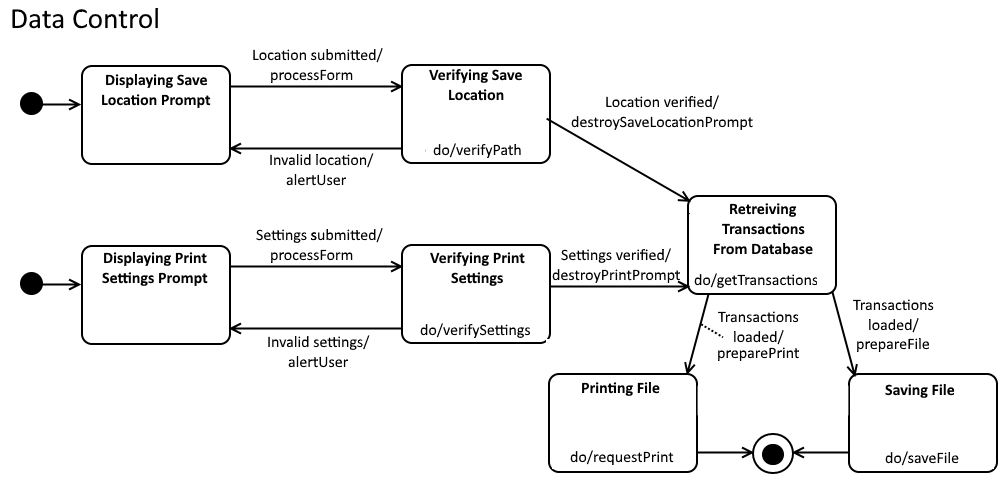 Data Control
Location submitted/
processForm
Displaying Save
Location Prompt
Verifying Save
Location
do/verifyPath
Invalid location/
alertUser
Location verified/
destroySaveLocationPrompt
Settings submitted/
processForm
Displaying Print
Settings Prompt
Verifying Print
Settings
do/verifySettings
Invalid settings/
alertUser
Settings verified/
destroyPrintPrompt
Retreiving
Transactions
From Database
do/getTransactions
Transactions
loaded/
preparePrint
Transactions
loaded/
prepareFile
Printing File
do/requestPrint
Saving File
do/saveFile